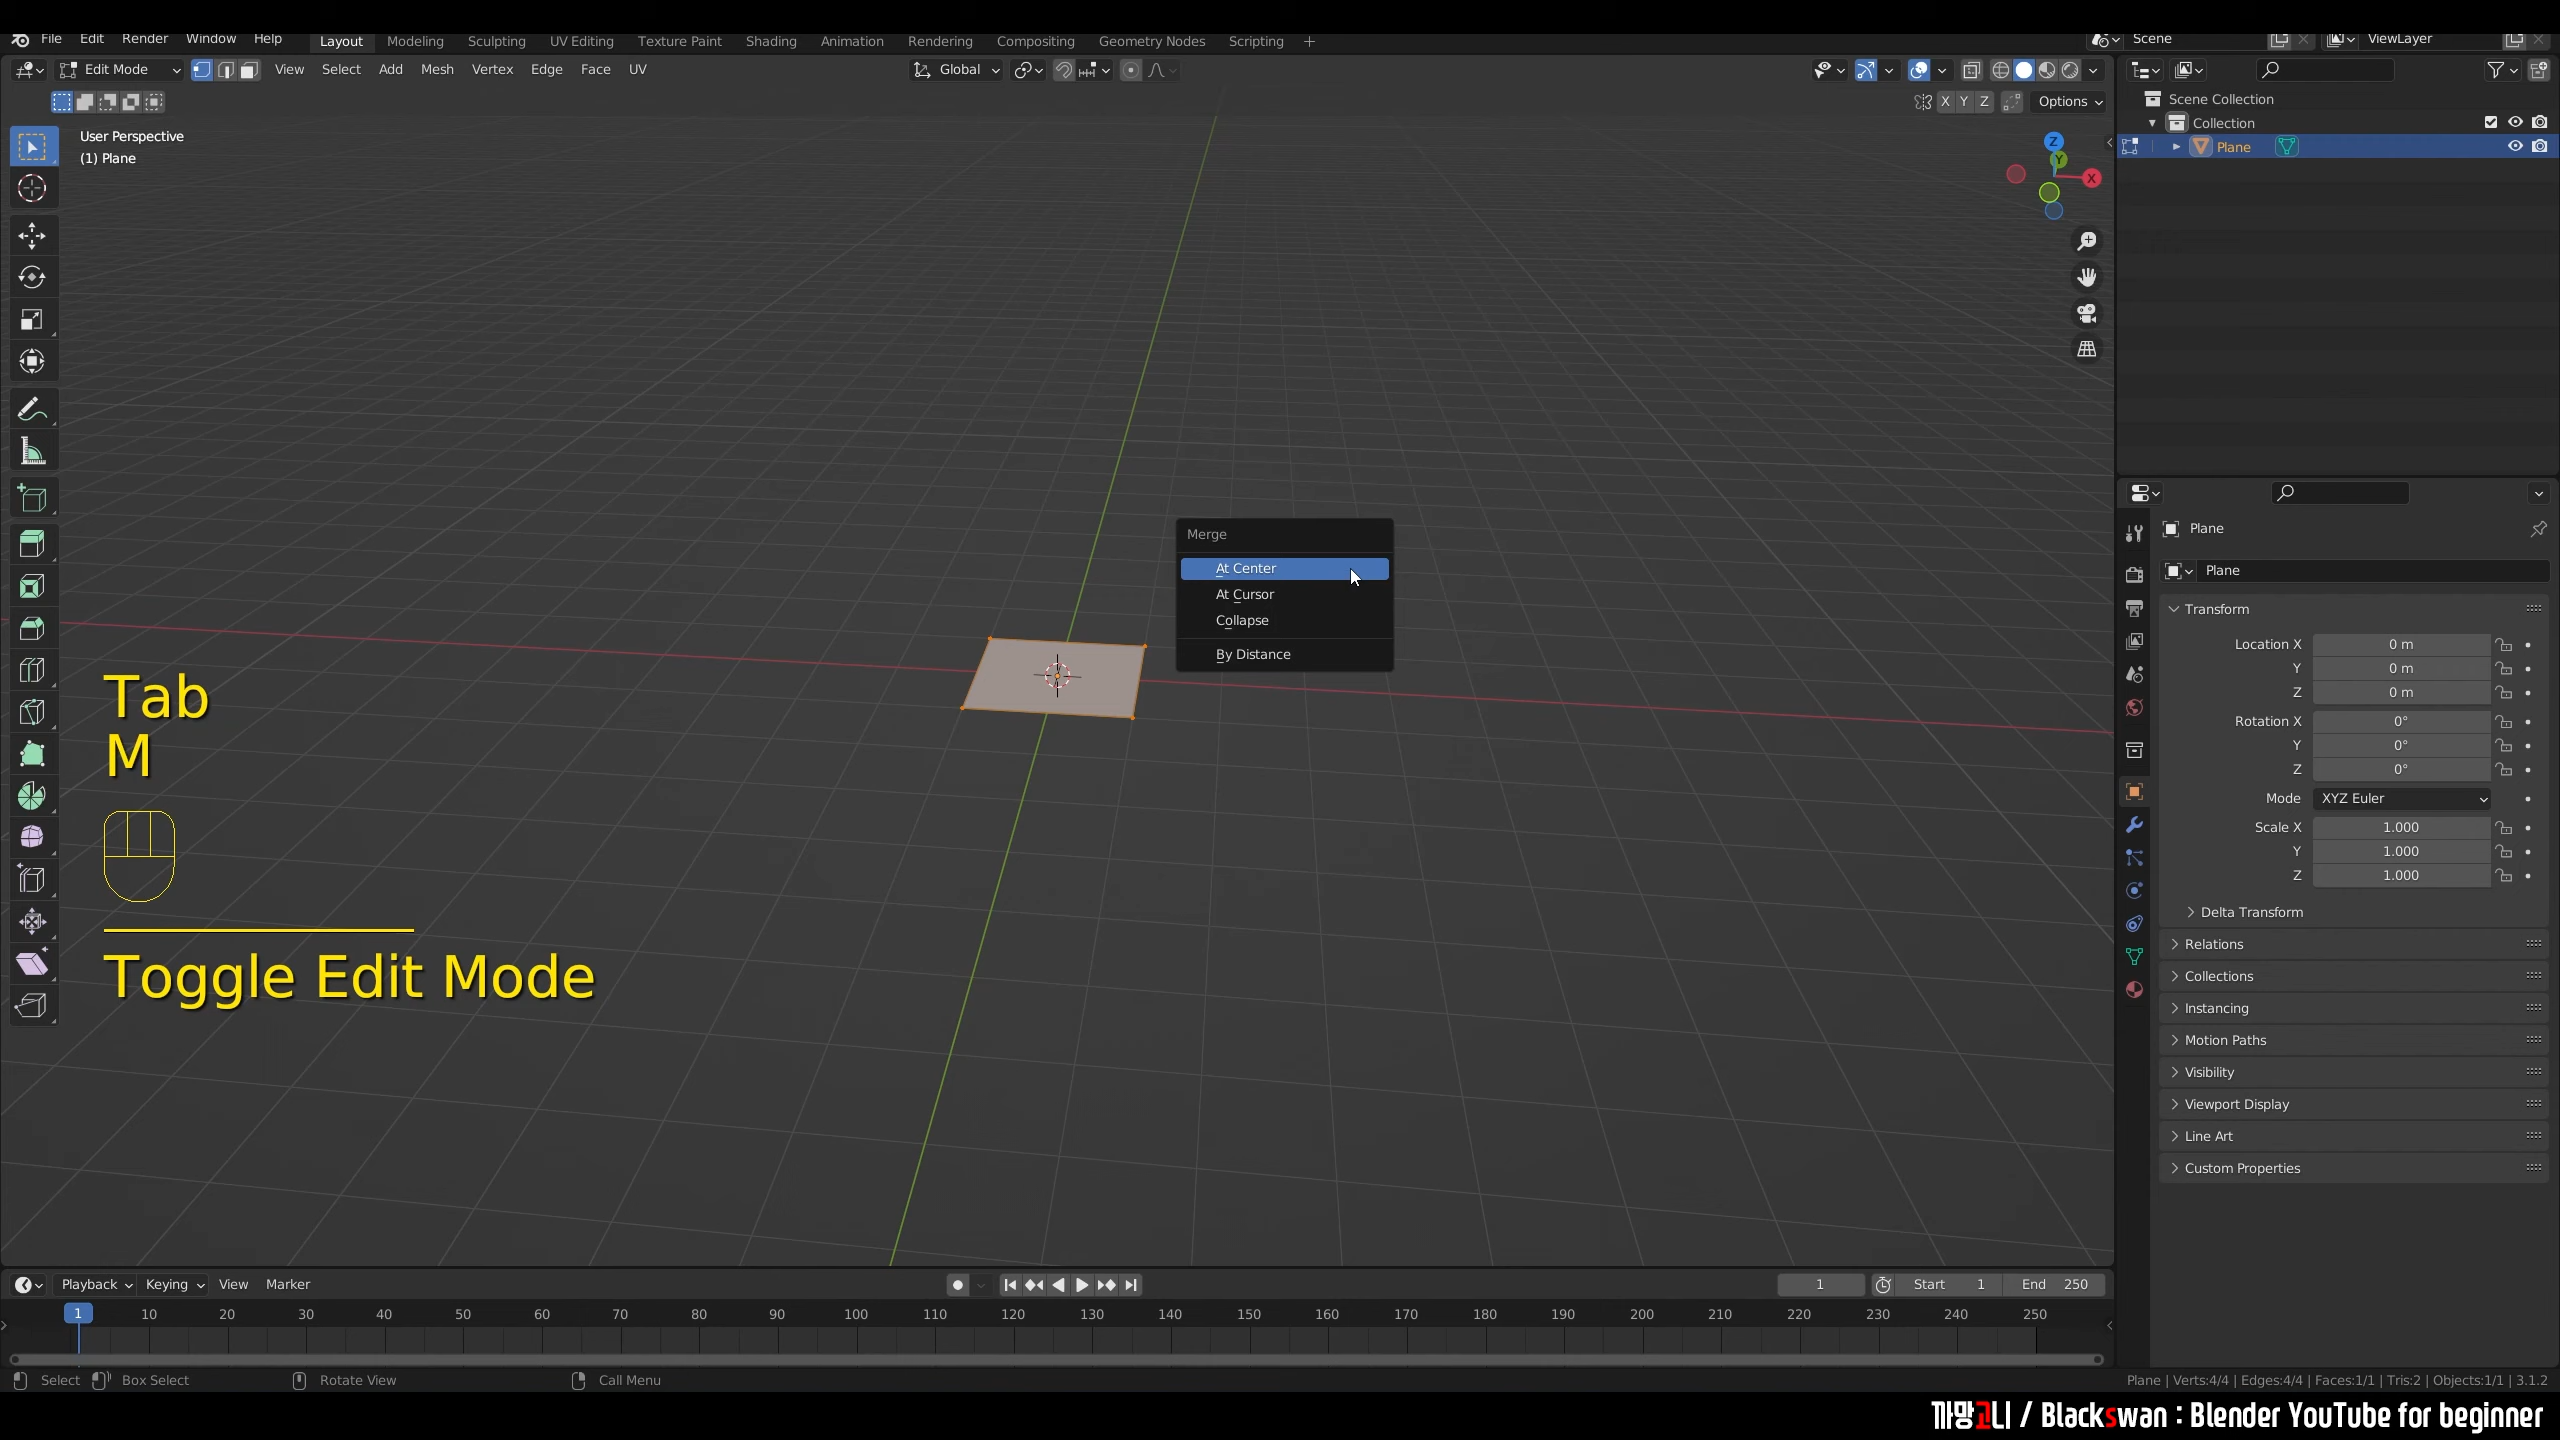 File Edit Render Window Help Layout Modeling Sculpting UV Editing Texture Paint Shading Animation Rendering Compositing Geometry Nodes Scripting + Scene ViewLayer
Edit Mode View Select Add Mesh Vertex Edge Face UV Global
X Y Z Options
User Perspective
(1) Plane
Z
Y
X
Scene Collection
Collection
Plane
Merge
At Center
At Cursor
Collapse
By Distance
Tab
M
Toggle Edit Mode
Plane
Plane
Transform
Location X 0 m
Y 0 m
Z 0 m
Rotation X 0°
Y 0°
Z 0°
Mode XYZ Euler
Scale X 1.000
Y 1.000
Z 1.000
Delta Transform
Relations
Collections
Instancing
Motion Paths
Visibility
Viewport Display
Line Art
Custom Properties
Playback Keying View Marker 1 Start 1 End 250
1 10 20 30 40 50 60 70 80 90 100 110 120 130 140 150 160 170 180 190 200 210 220 230 240 250
Select Box Select Rotate View Call Menu Plane | Verts:4/4 | Edges:4/4 | Faces:1/1 | Tris:2 | Objects:1/1 | 3.1.2
까망고니 / Blackswan : Blender YouTube for beginner